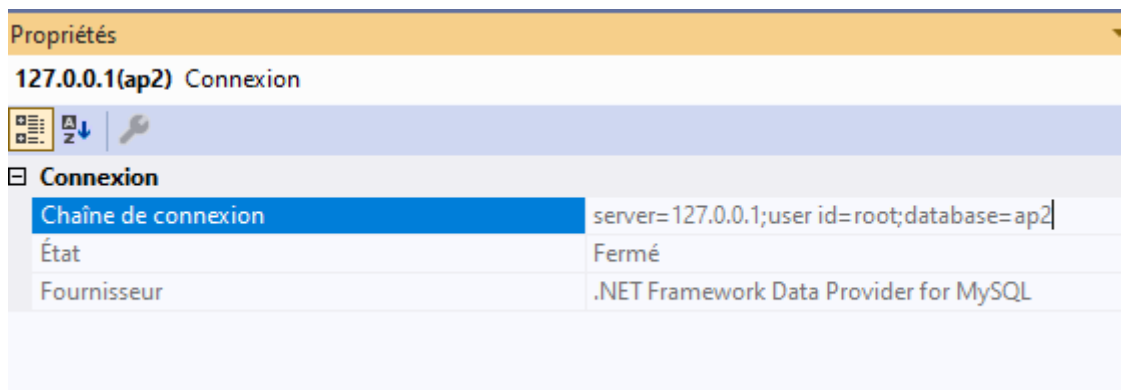 Propriétés
127.0.0.1(ap2) Connexion
Connexion
Chaîne de connexion server=127.0.0.1;user id=root;database=ap2
État Fermé
Fournisseur .NET Framework Data Provider for MySQL